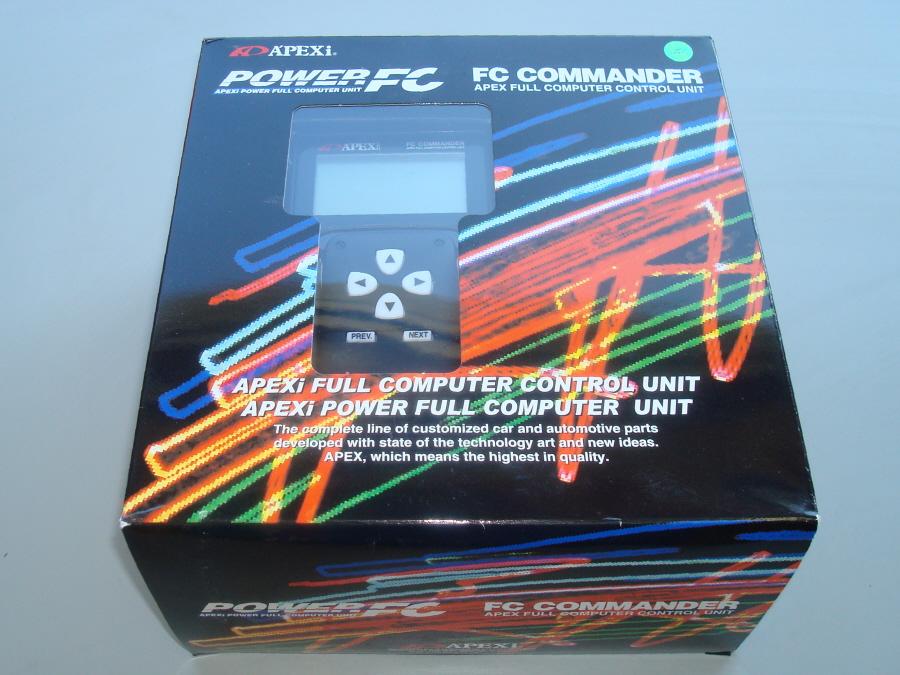 APEXi
POWER FC
APEXi POWER FULL COMPUTER UNIT
FC COMMANDER
APEX FULL COMPUTER CONTROL UNIT
APEXi
FC COMMANDER
PREV.
NEXT
APEXi FULL COMPUTER CONTROL UNIT
APEXi POWER FULL COMPUTER UNIT
The complete line of customized car and automotive parts
developed with state of the technology art and new ideas.
APEX, which means the highest in quality.
POWER FC
APEXi POWER FULL COMPUTER UNIT
FC COMMANDER
APEX FULL COMPUTER CONTROL UNIT
APEXi